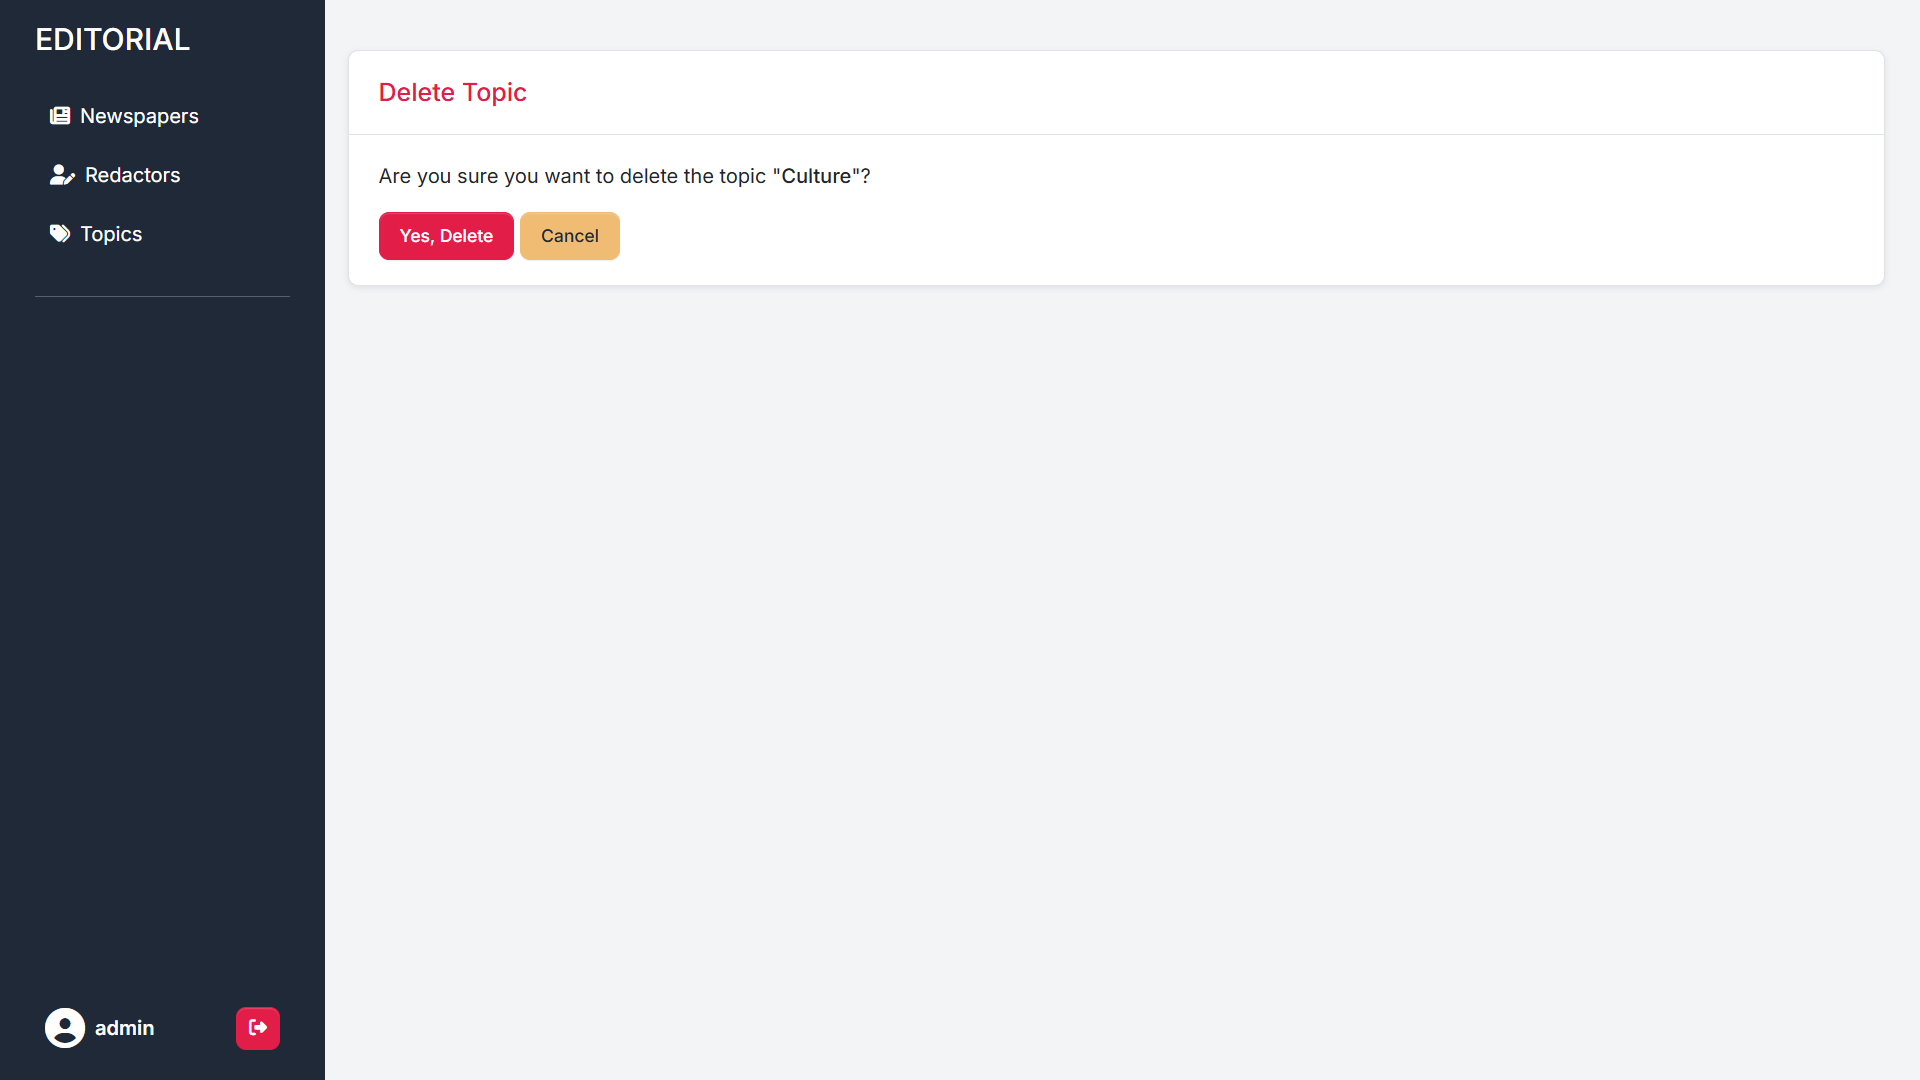 EDITORIAL
Newspapers
Redactors
Topics
Delete Topic
Are you sure you want to delete the topic "Culture"?
Yes, Delete
Cancel
admin